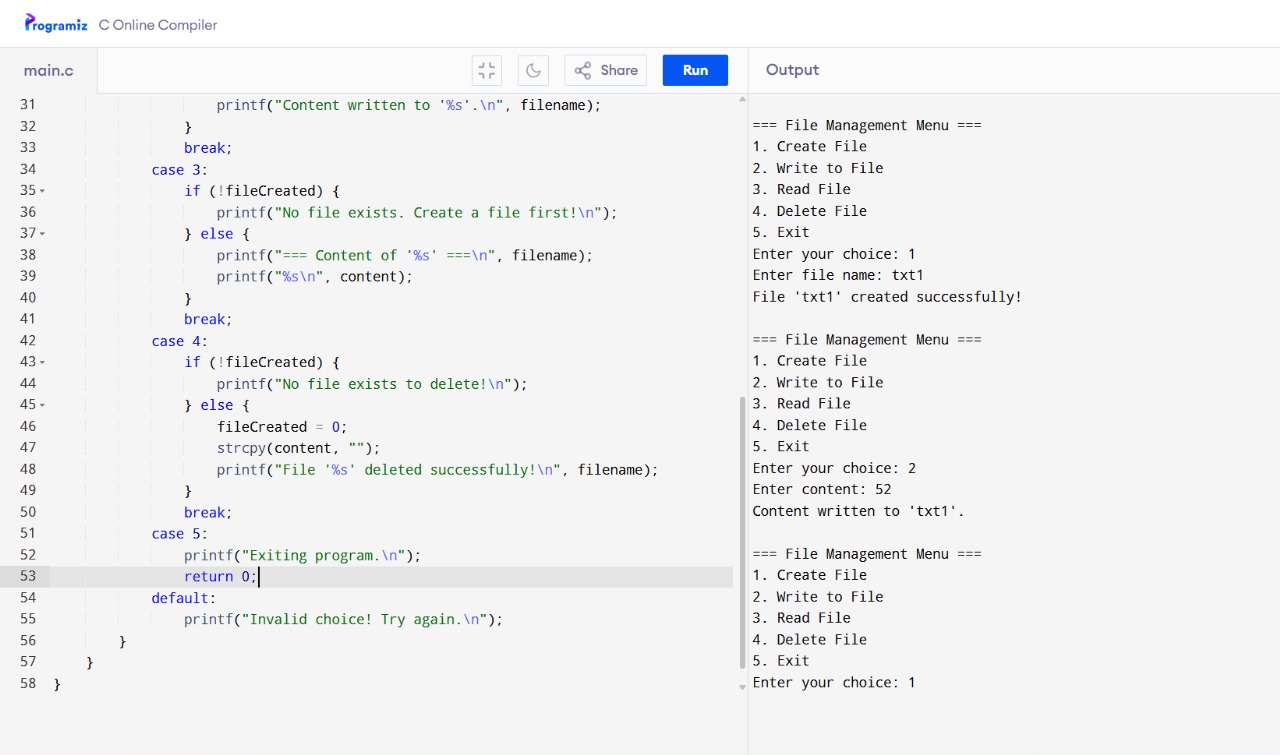 Programiz C Online Compiler
main.c Share Run Output
31 printf("Content written to '%s'.\n", filename);
32 }
33 break;
34 case 3:
35 if (!fileCreated) {
36 printf("No file exists. Create a file first!\n");
37 } else {
38 printf("=== Content of '%s' ===\n", filename);
39 printf("%s\n", content);
40 }
41 break;
42 case 4:
43 if (!fileCreated) {
44 printf("No file exists to delete!\n");
45 } else {
46 fileCreated = 0;
47 strcpy(content, "");
48 printf("File '%s' deleted successfully!\n", filename);
49 }
50 break;
51 case 5:
52 printf("Exiting program.\n");
53 return 0;
54 default:
55 printf("Invalid choice! Try again.\n");
56 }
57 }
58 }
=== File Management Menu ===
1. Create File
2. Write to File
3. Read File
4. Delete File
5. Exit
Enter your choice: 1
Enter file name: txt1
File 'txt1' created successfully!
=== File Management Menu ===
1. Create File
2. Write to File
3. Read File
4. Delete File
5. Exit
Enter your choice: 2
Enter content: 52
Content written to 'txt1'.
=== File Management Menu ===
1. Create File
2. Write to File
3. Read File
4. Delete File
5. Exit
Enter your choice: 1